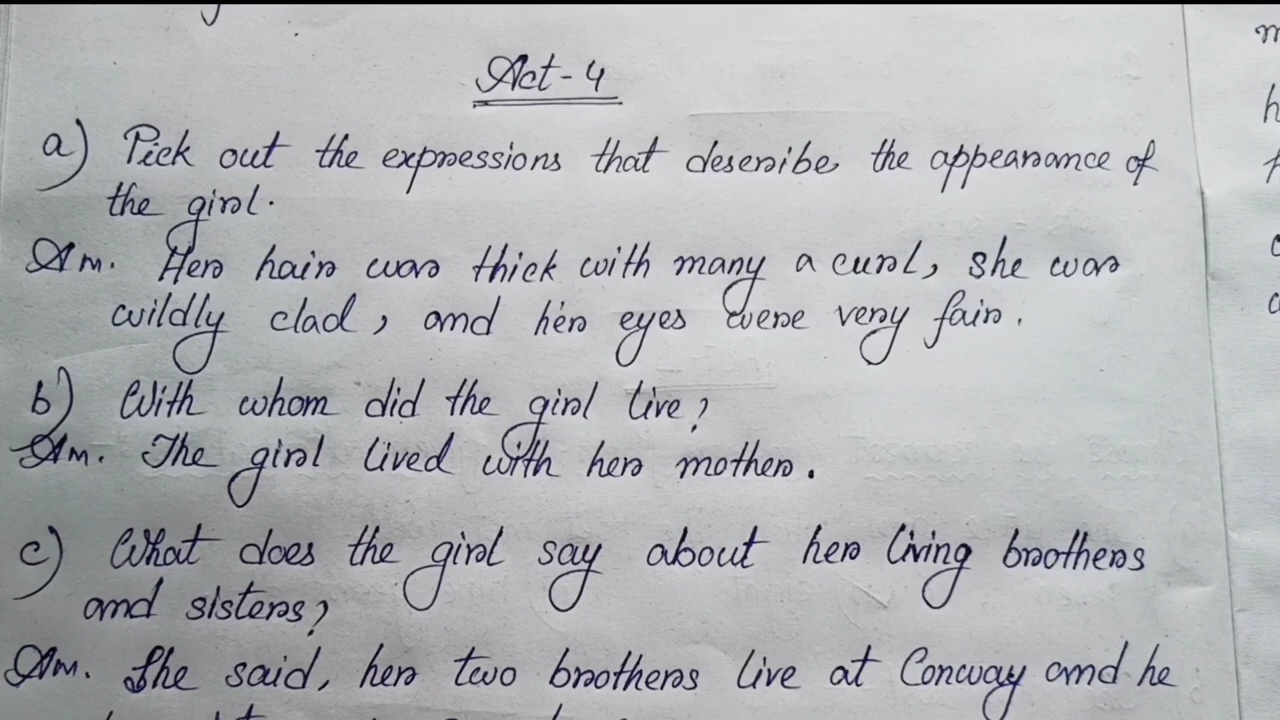 Act-4
a) Pick out the expressions that describe the appearance of
the girl.
Ans. Her hair was thick with many a curl, she was
wildly clad, and her eyes were very fair.
b) With whom did the girl live?
Ans. The girl lived with her mother.
c) What does the girl say about her living brothers
and sisters?
Ans. She said, her two brothers live at Conway and he